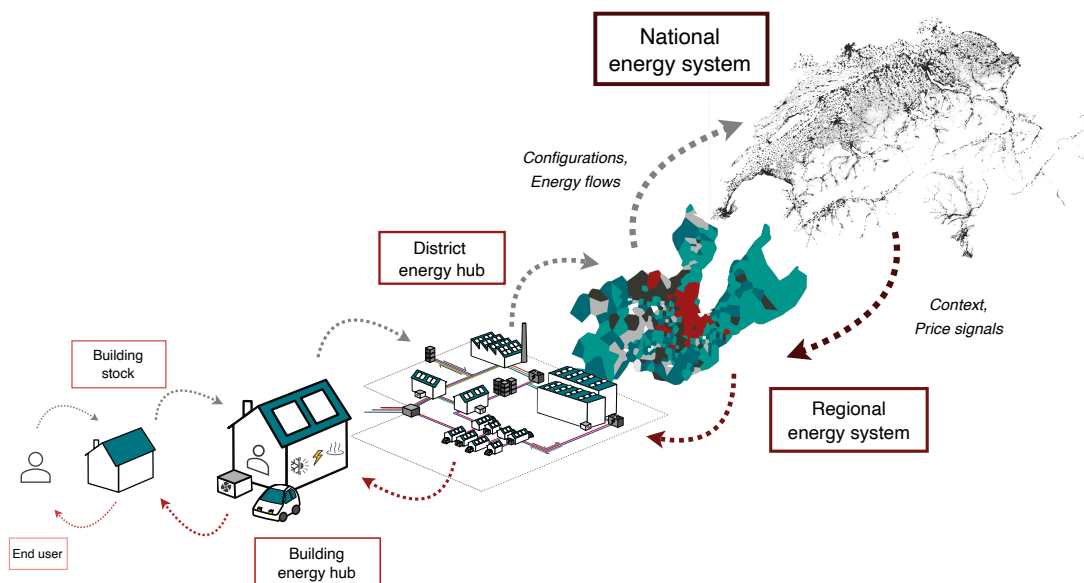 National
energy system
Configurations,
Energy flows
District
energy hub
Context,
Price signals
Building
stock
Regional
energy system
End user
Building
energy hub